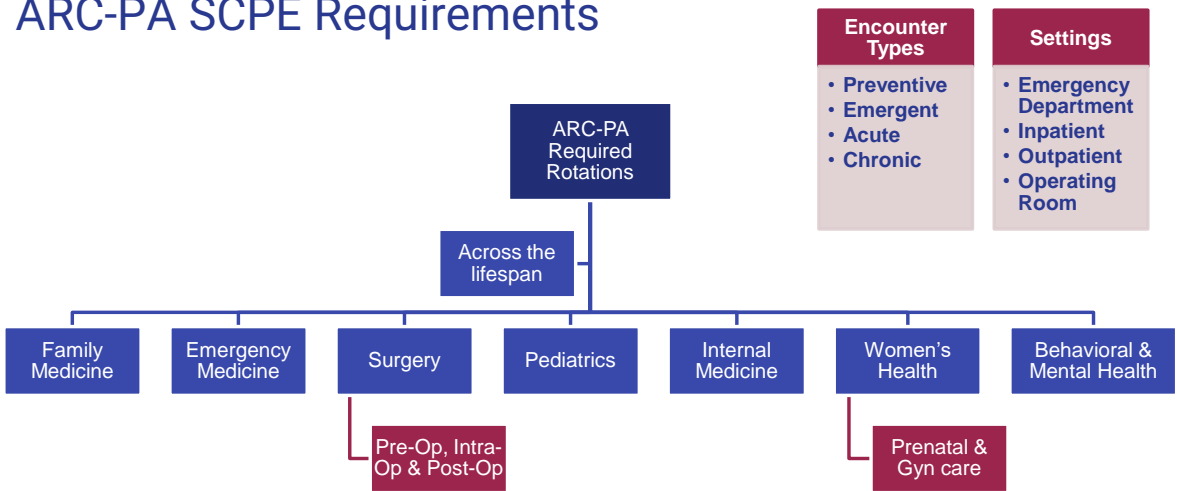 ARC-PA SCPE Requirements
Encounter
Types
• Preventive
• Emergent
• Acute
• Chronic
Settings
• Emergency
Department
• Inpatient
• Outpatient
• Operating
Room
ARC-PA
Required
Rotations
Across the
lifespan
Family
Medicine
Emergency
Medicine
Surgery
Pediatrics
Internal
Medicine
Women's
Health
Behavioral &
Mental Health
Pre-Op, Intra-
Op & Post-Op
Prenatal &
Gyn care